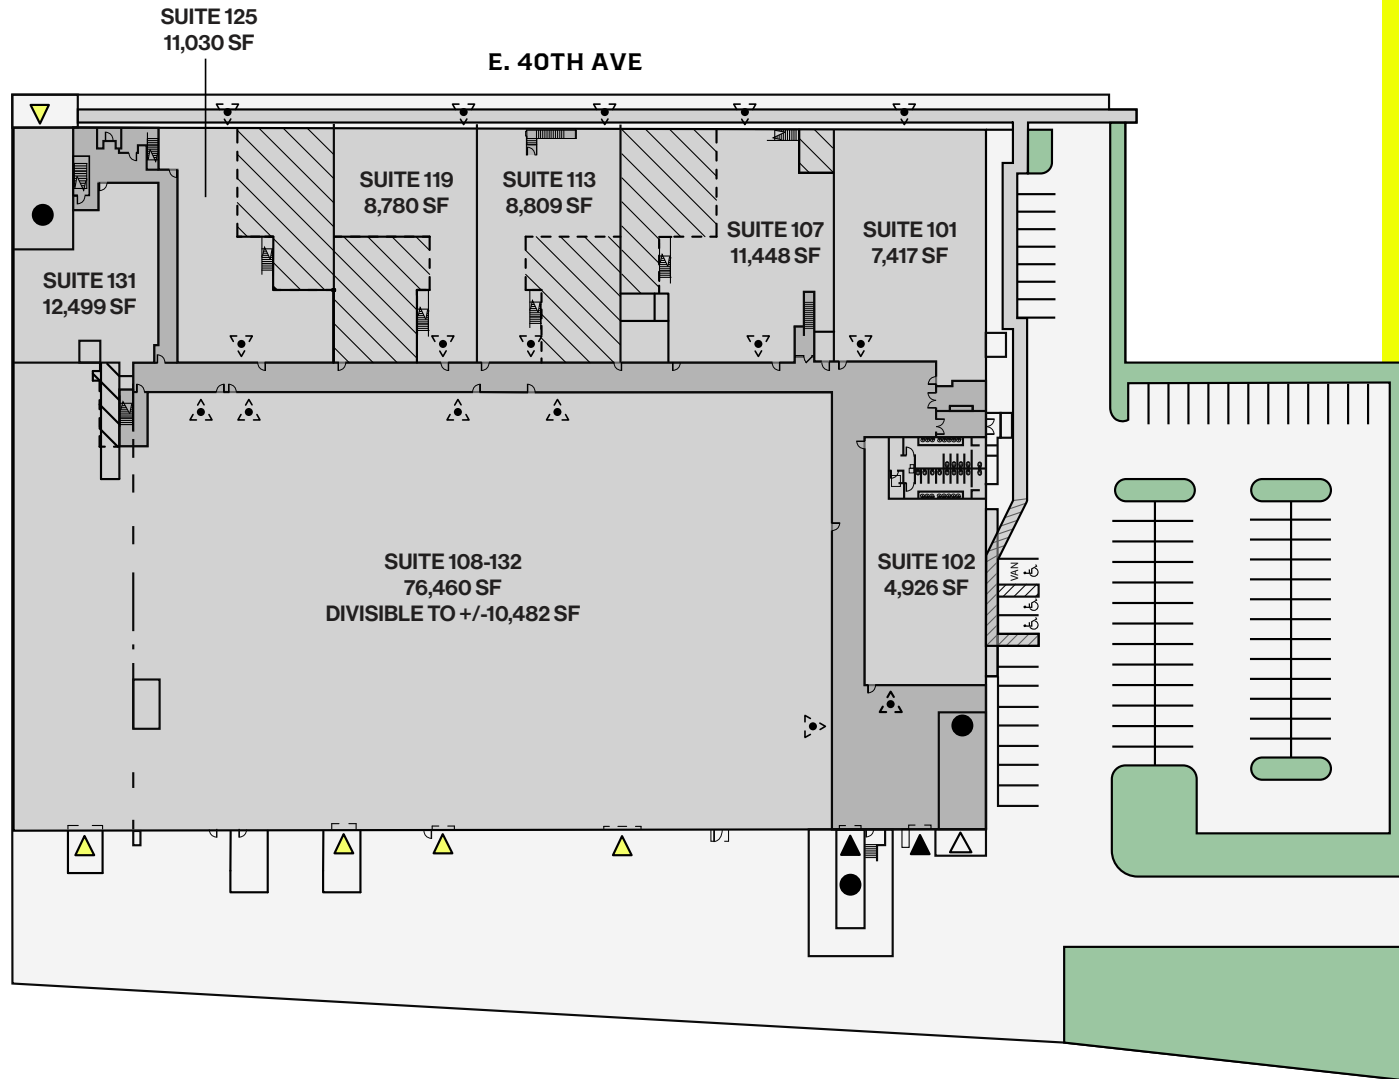 SUITE 125
11,030 SF
E. 40TH AVE
SUITE 119
8,780 SF
SUITE 113
8,809 SF
SUITE 107
11,448 SF
SUITE 101
7,417 SF
SUITE 131
12,499 SF
SUITE 108-132
76,460 SF
DIVISIBLE TO +/-10,482 SF
SUITE 102
4,926 SF
VAN